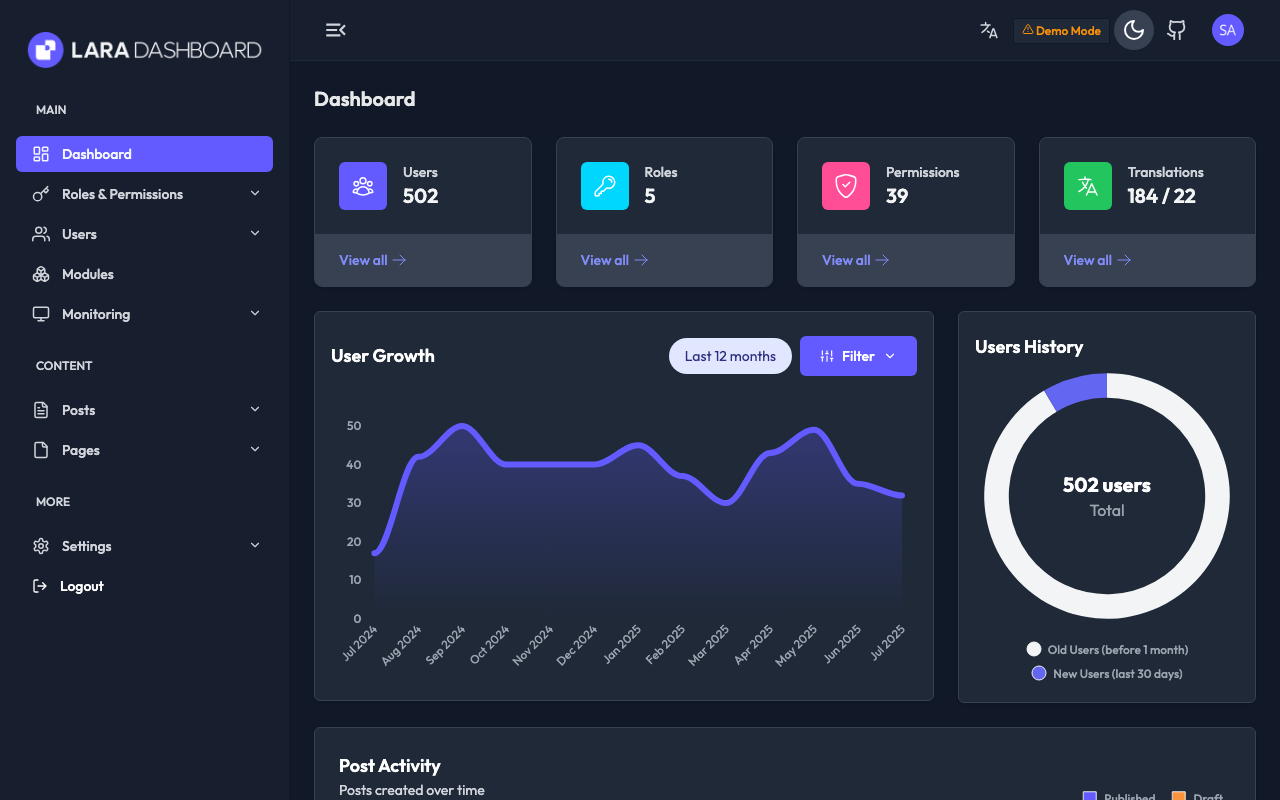 LARA DASHBOARD
MAIN
Dashboard
Roles & Permissions
Users
Modules
Monitoring
CONTENT
Posts
Pages
MORE
Settings
Logout
Demo Mode
SA
Dashboard
Users
502
View all
Roles
5
View all
Permissions
39
View all
Translations
184 / 22
View all
User Growth
Last 12 months
Filter
50
40
30
20
10
0
Jul 2024
Aug 2024
Sep 2024
Oct 2024
Nov 2024
Dec 2024
Jan 2025
Feb 2025
Mar 2025
Apr 2025
May 2025
Jun 2025
Jul 2025
Users History
502 users
Total
Old Users (before 1 month)
New Users (last 30 days)
Post Activity
Posts created over time
Published
Draft